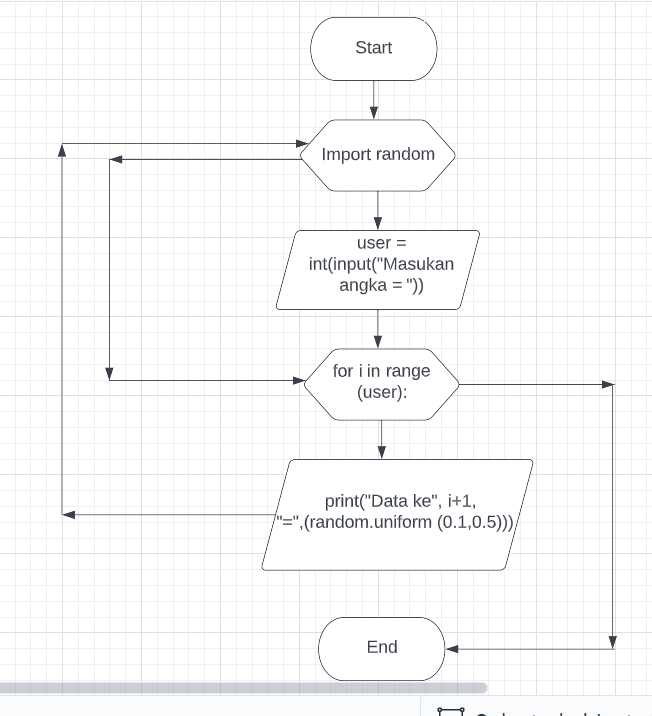 Start
Import random
user =
int(input("Masukan
angka = "))
for i in range
(user):
print("Data ke", i+1,
"=",(random.uniform (0.1,0.5)))
End